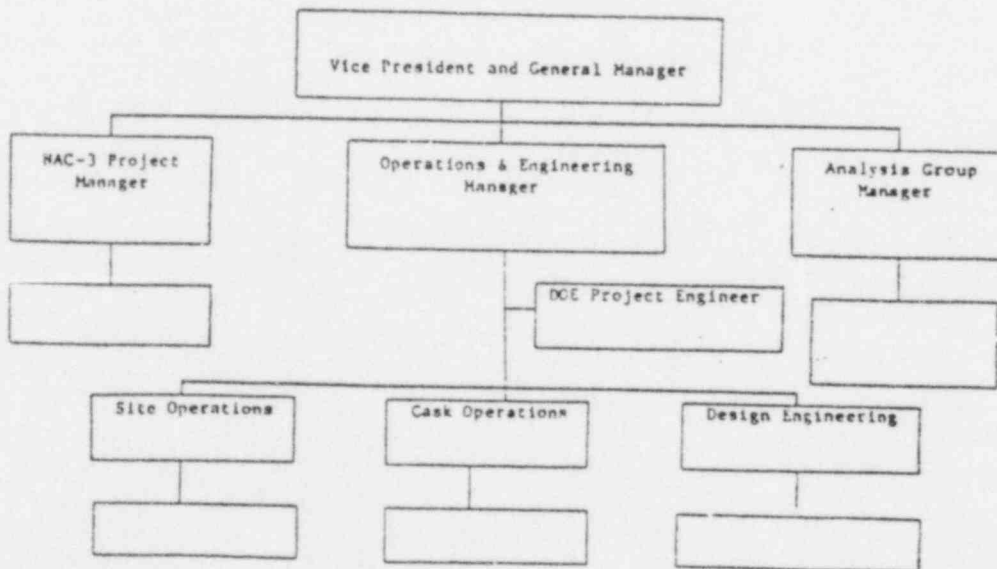 Vice President and General Manager
NAC-3 Project
Manager
Operations & Engineering
Manager
Analysis Group
Manager
DOE Project Engineer
Site Operations
Cask Operations
Design Engineering